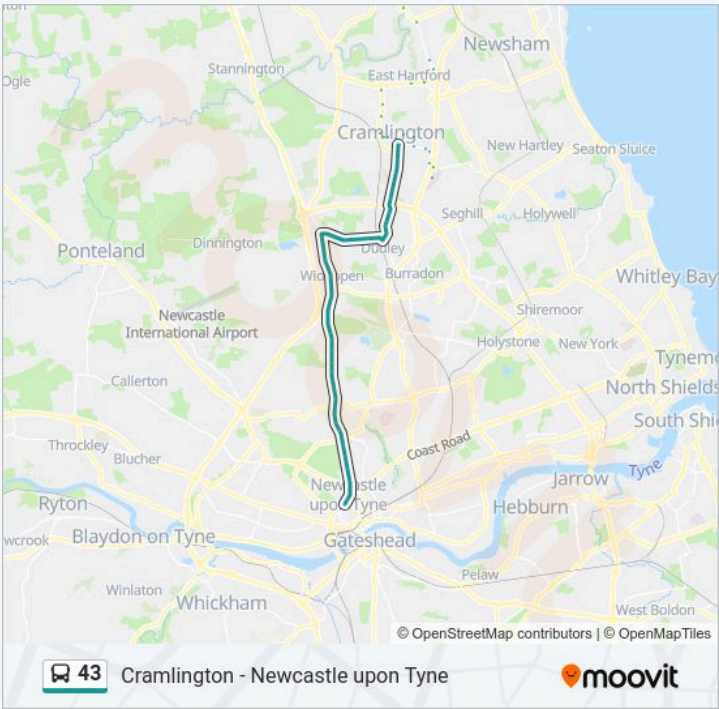 Newsham
Stannington
Ogle
East Hartford
Cramlington
New Hartley
Seaton Sluice
Seghill
Holywell
Dinnington
Dudley
Ponteland
Burradon
Whitley Bay
Newcastle
International Airport
Shiremoor
Holystone
New York
Tynem
Callerton
North Shields
South Shi
Throckley
Coast Road
Blucher
Newcastle
upon Tyne
Tyne
Jarrow
Ryton
Hebburn
Blaydon on Tyne
Gateshead
wcrook
Pelaw
Winlaton
Whickham
West Boldon
© OpenStreetMap contributors | © OpenMapTiles
43 Cramlington - Newcastle upon Tyne
moovit